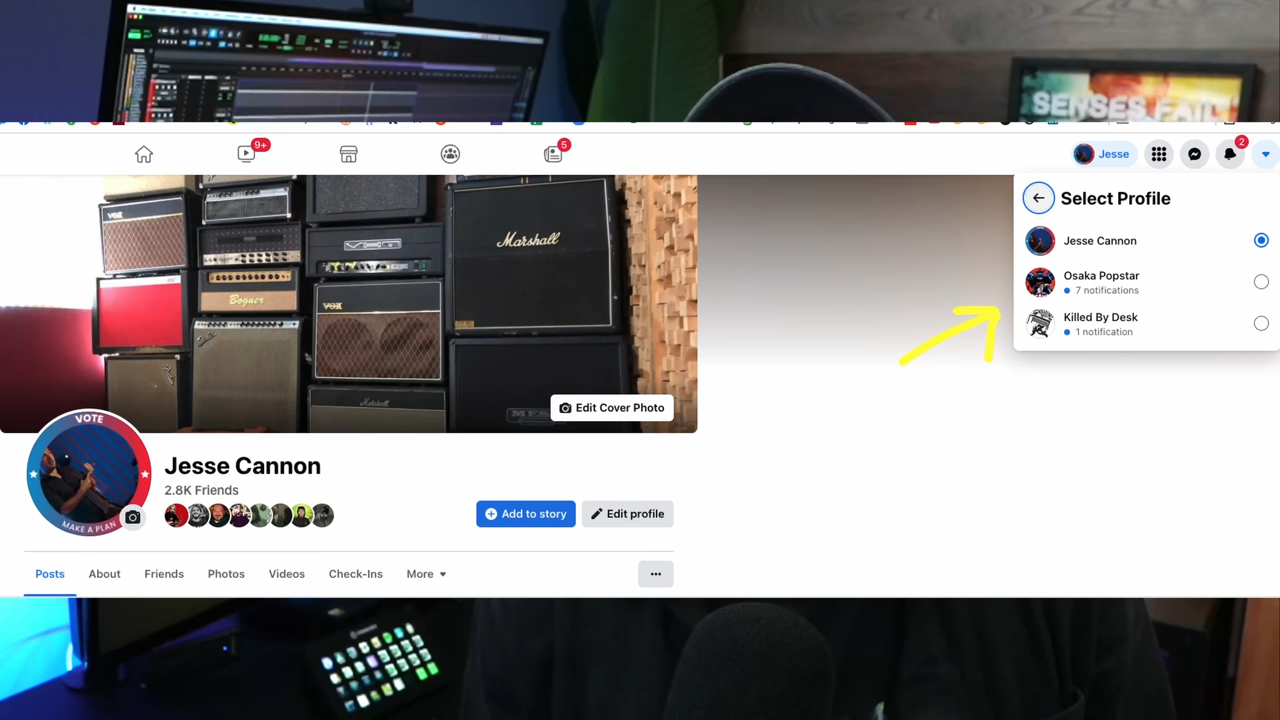 SENSES FAIL
9+
5
Jesse
2
Select Profile
Jesse Cannon
Osaka Popstar
7 notifications
Killed By Desk
1 notification
VOX
Bogner
VOX
Marshall
Marshall
Edit Cover Photo
VOTE
MAKE A PLAN
Jesse Cannon
2.8K Friends
Add to story
Edit profile
Posts
About
Friends
Photos
Videos
Check-Ins
More